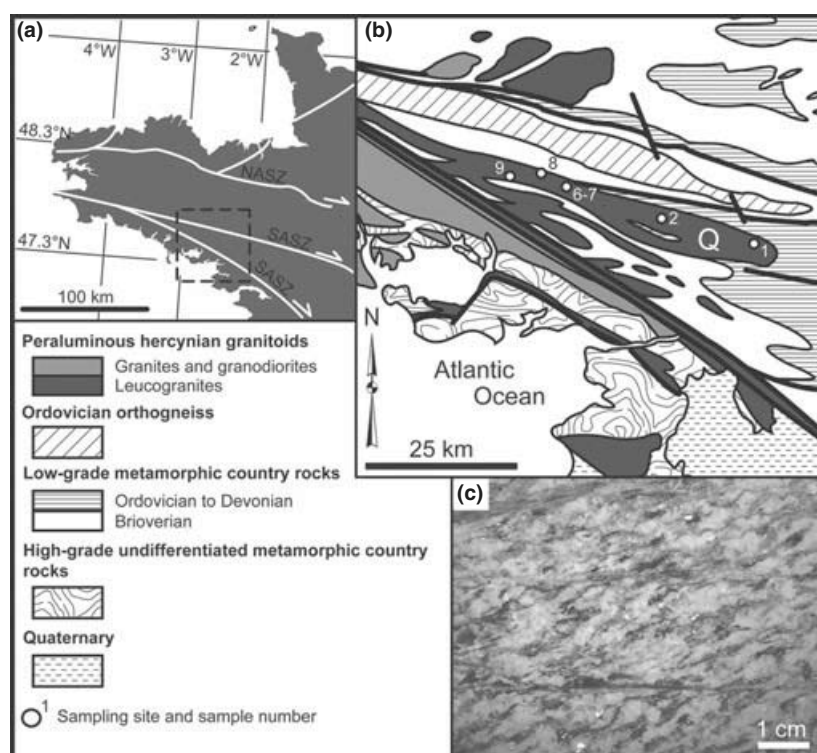 (a)
4°W
3°W
2°W
48.3°N
NASZ
47.3°N
SASZ
SASZ
100 km
(b)
9
8
6-7
2
Q
1
N
Atlantic
Ocean
25 km
Peraluminous hercynian granitoids
Granites and granodiorites
Leucogranites
Ordovician orthogneiss
Low-grade metamorphic country rocks
Ordovician to Devonian
Brioverian
High-grade undifferentiated metamorphic country
rocks
Quaternary
1 Sampling site and sample number
(c)
1 cm